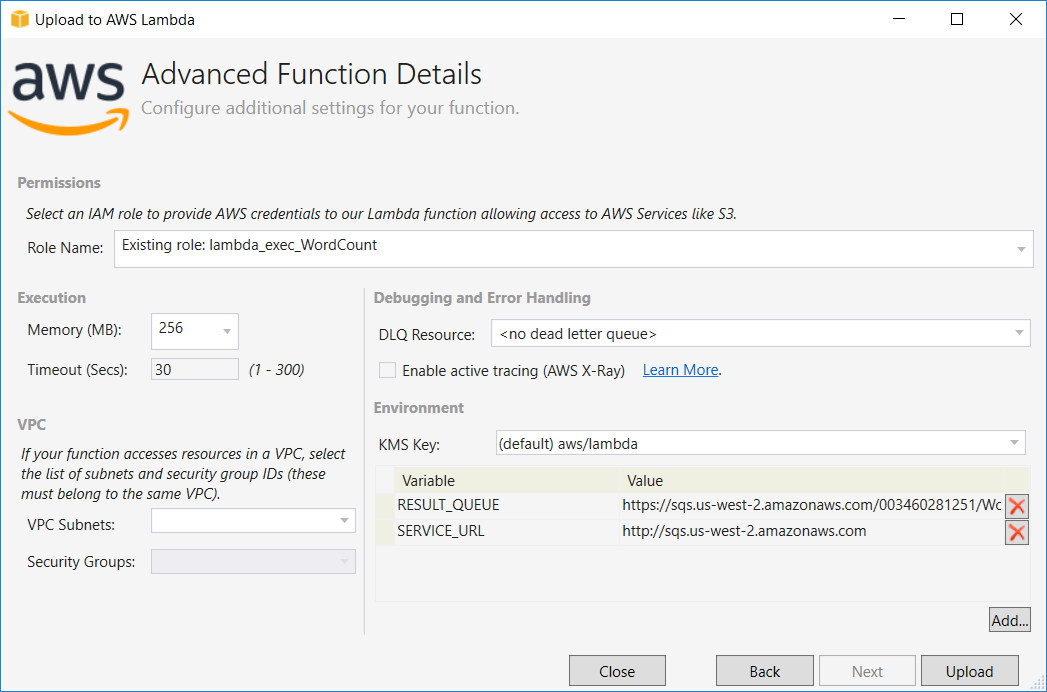 Upload to AWS Lambda
aws
Advanced Function Details
Configure additional settings for your function.
Permissions
Select an IAM role to provide AWS credentials to our Lambda function allowing access to AWS Services like S3.
Role Name: Existing role: lambda_exec_WordCount
Execution
Memory (MB): 256
Timeout (Secs): 30 (1 - 300)
VPC
If your function accesses resources in a VPC, select
the list of subnets and security group IDs (these
must belong to the same VPC).
VPC Subnets:
Security Groups:
Debugging and Error Handling
DLQ Resource: <no dead letter queue>
Enable active tracing (AWS X-Ray) Learn More.
Environment
KMS Key: (default) aws/lambda
Variable Value
RESULT_QUEUE https://sqs.us-west-2.amazonaws.com/003460281251/Wo
SERVICE_URL http://sqs.us-west-2.amazonaws.com
Add...
Close Back Next Upload